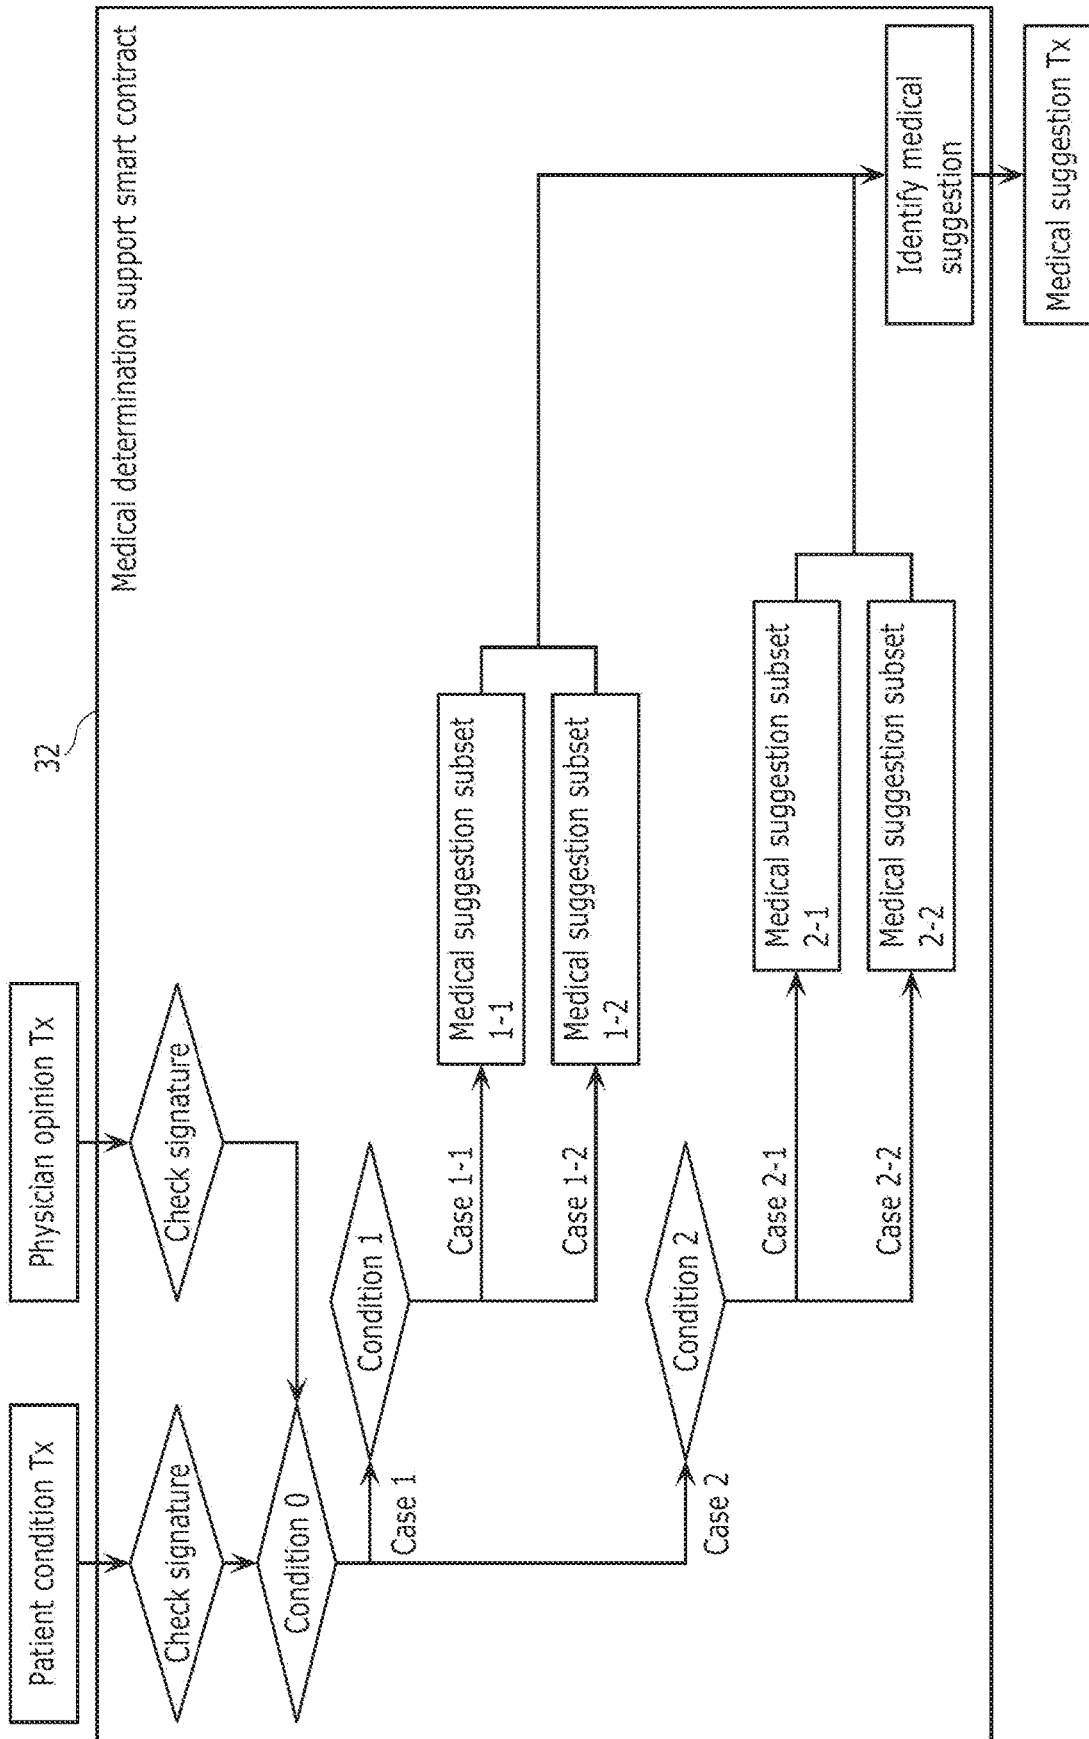 32
Medical determination support smart contract
Patient condition Tx
Physician opinion Tx
Check signature
Check signature
Condition 0
Case 1
Condition 1
Case 1-1
Medical suggestion subset
1-1
Case 1-2
Medical suggestion subset
1-2
Case 2
Condition 2
Case 2-1
Medical suggestion subset
2-1
Case 2-2
Medical suggestion subset
2-2
Identify medical
suggestion
Medical suggestion Tx